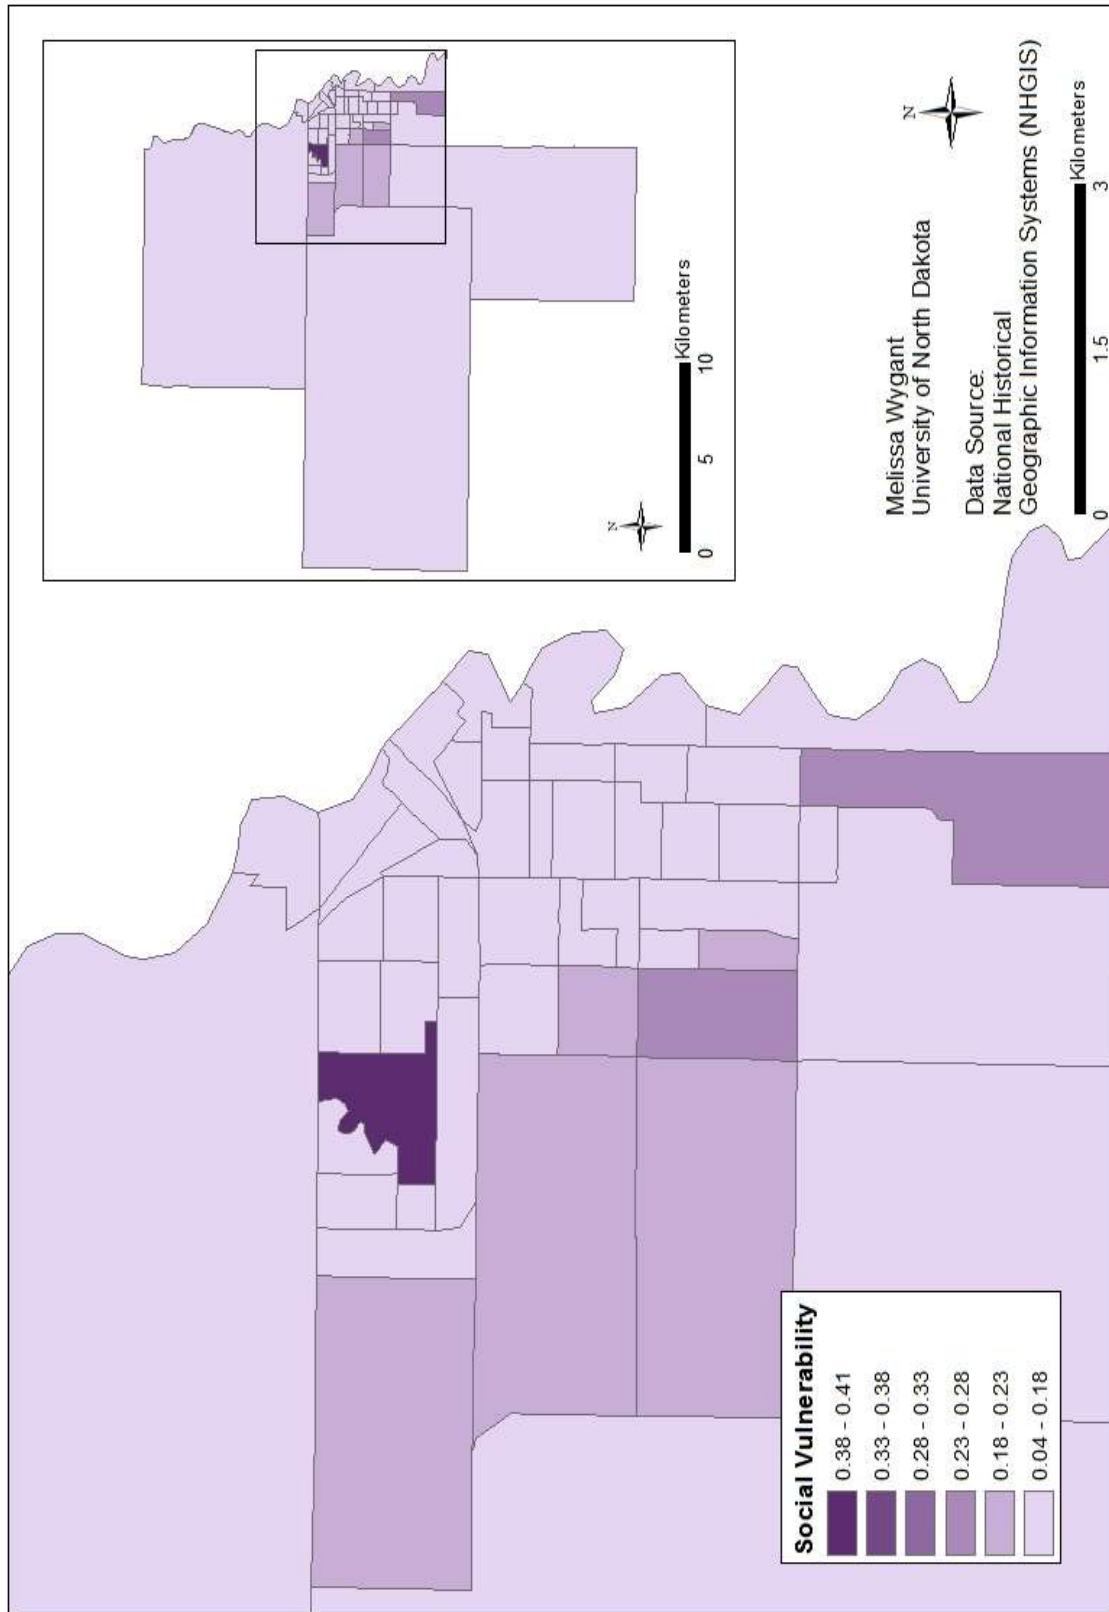 N
0 5 10
Kilometers
N
Melissa Wygant
University of North Dakota
Data Source:
National Historical
Geographic Information Systems (NHGIS)
0 1.5 3
Kilometers
Social Vulnerability
0.38 - 0.41
0.33 - 0.38
0.28 - 0.33
0.23 - 0.28
0.18 - 0.23
0.04 - 0.18